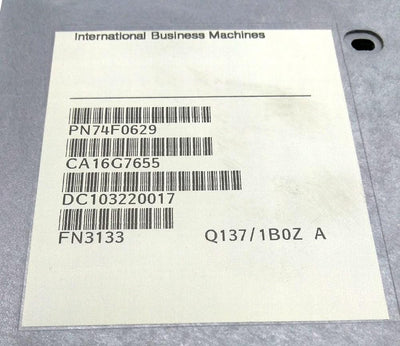 International Business Machines
PN74F0629
CA16G7655
DC103220017
FN3133 Q137/1B0Z A